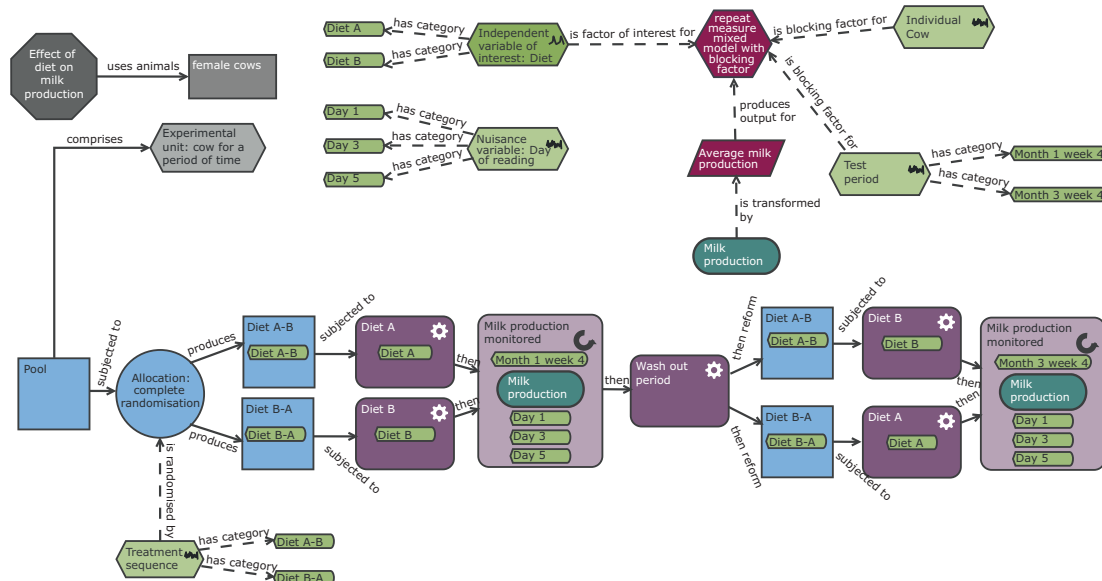 Effect of
diet on
milk
production
uses animals
female cows
comprises
Experimental
unit: cow for a
period of time
Diet A
Diet B
has category
has category
Independent
variable of
interest: Diet
is factor of interest for
repeat
measure
mixed
model with
blocking
factor
is blocking factor for
Individual
Cow
is blocking factor for
Day 1
Day 3
Day 5
has category
has category
has category
Nuisance
variable: Day
of reading
produces
output for
Average milk
production
is transformed
by
Milk
production
Test
period
has category
has category
Month 1 week 4
Month 3 week 4
Pool
subjected to
Allocation:
complete
randomisation
produces
produces
Diet A-B
Diet A-B
Diet B-A
Diet B-A
subjected to
subjected to
Diet A
Diet A
Diet B
Diet B
then
then
Milk production
monitored
Month 1 week 4
Milk
production
Day 1
Day 3
Day 5
then
Wash out
period
then reform
then reform
Diet A-B
Diet A-B
Diet B-A
Diet B-A
subjected to
subjected to
Diet B
Diet B
Diet A
Diet A
then
then
Milk production
monitored
Month 3 week 4
Milk
production
Day 1
Day 3
Day 5
is randomised by
Treatment
sequence
has category
has category
Diet A-B
Diet B-A